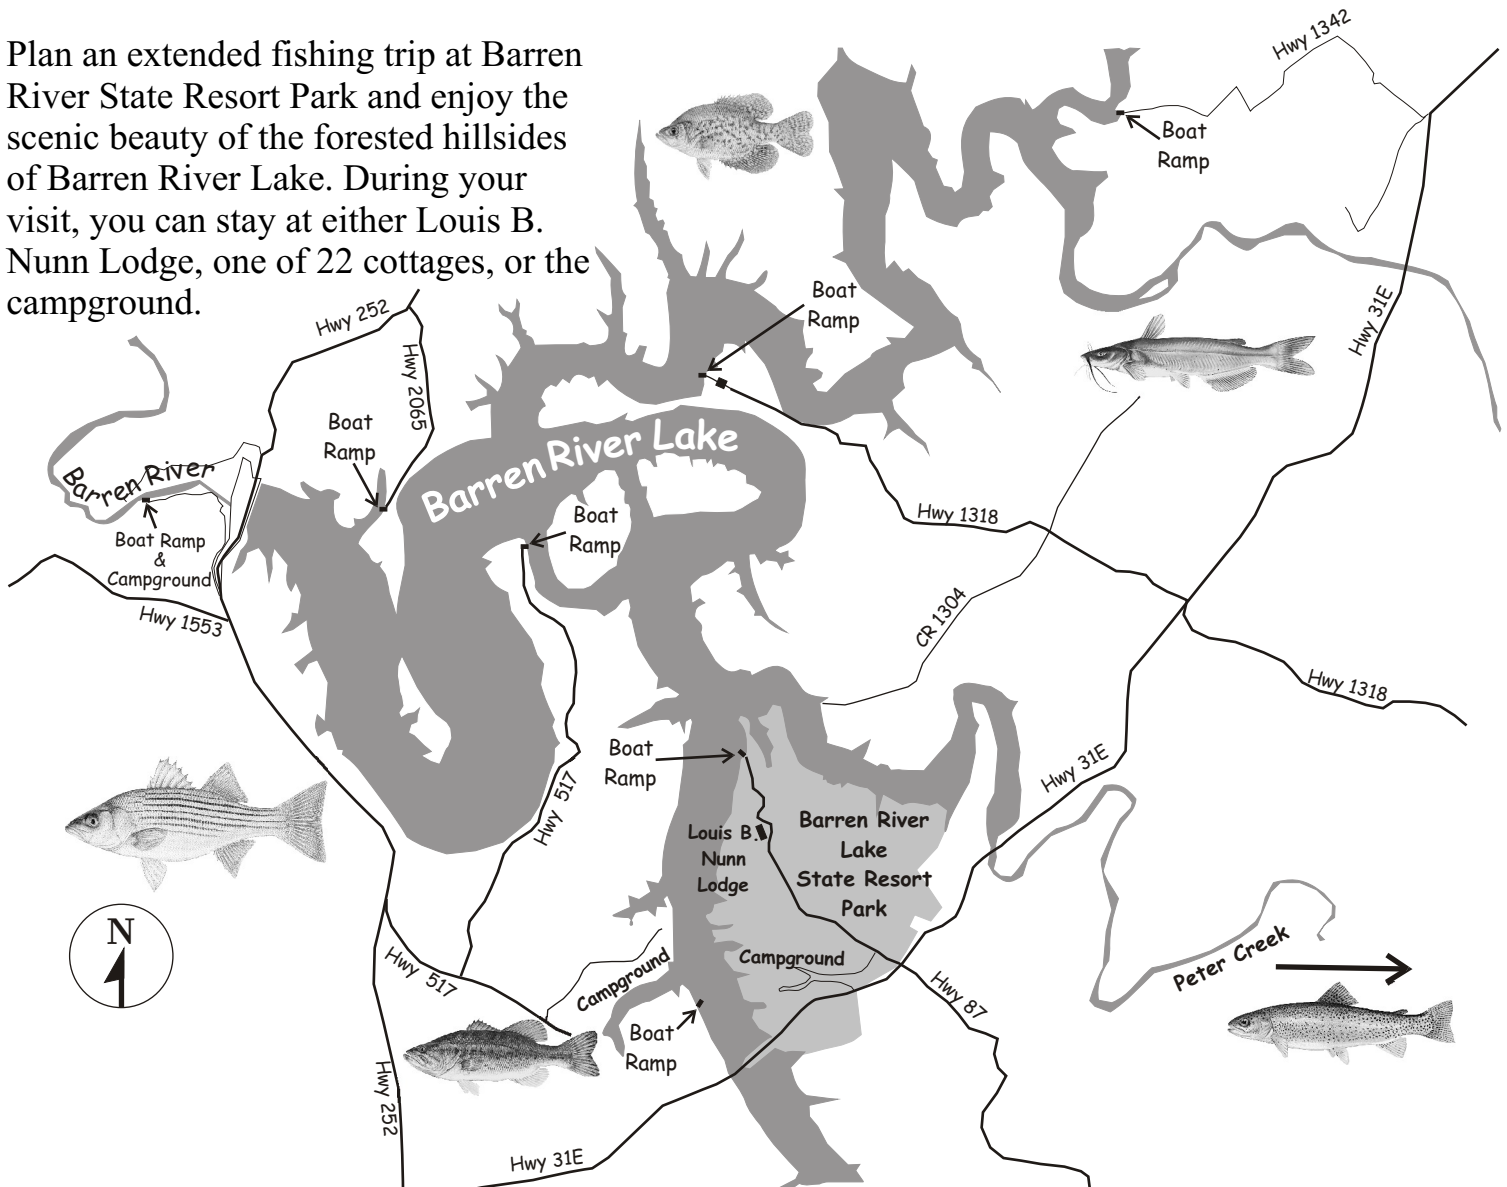 Plan an extended fishing trip at Barren
River State Resort Park and enjoy the
scenic beauty of the forested hillsides
of Barren River Lake. During your
visit, you can stay at either Louis B.
Nunn Lodge, one of 22 cottages, or the
campground.
Hwy 1342
Boat
Ramp
Hwy 252
Hwy 2065
Boat
Ramp
Hwy 31E
Boat
Ramp
Barren River Lake
Barren River
Boat Ramp
&
Campground
Boat
Ramp
Hwy 1318
Hwy 1553
CR 1304
Hwy 1318
Boat
Ramp
Hwy 31E
Hwy 517
Louis B.
Nunn
Lodge
Barren River
Lake
State Resort
Park
N
Hwy 517
Campground
Campground
Hwy 87
Peter Creek
Boat
Ramp
Hwy 252
Hwy 31E